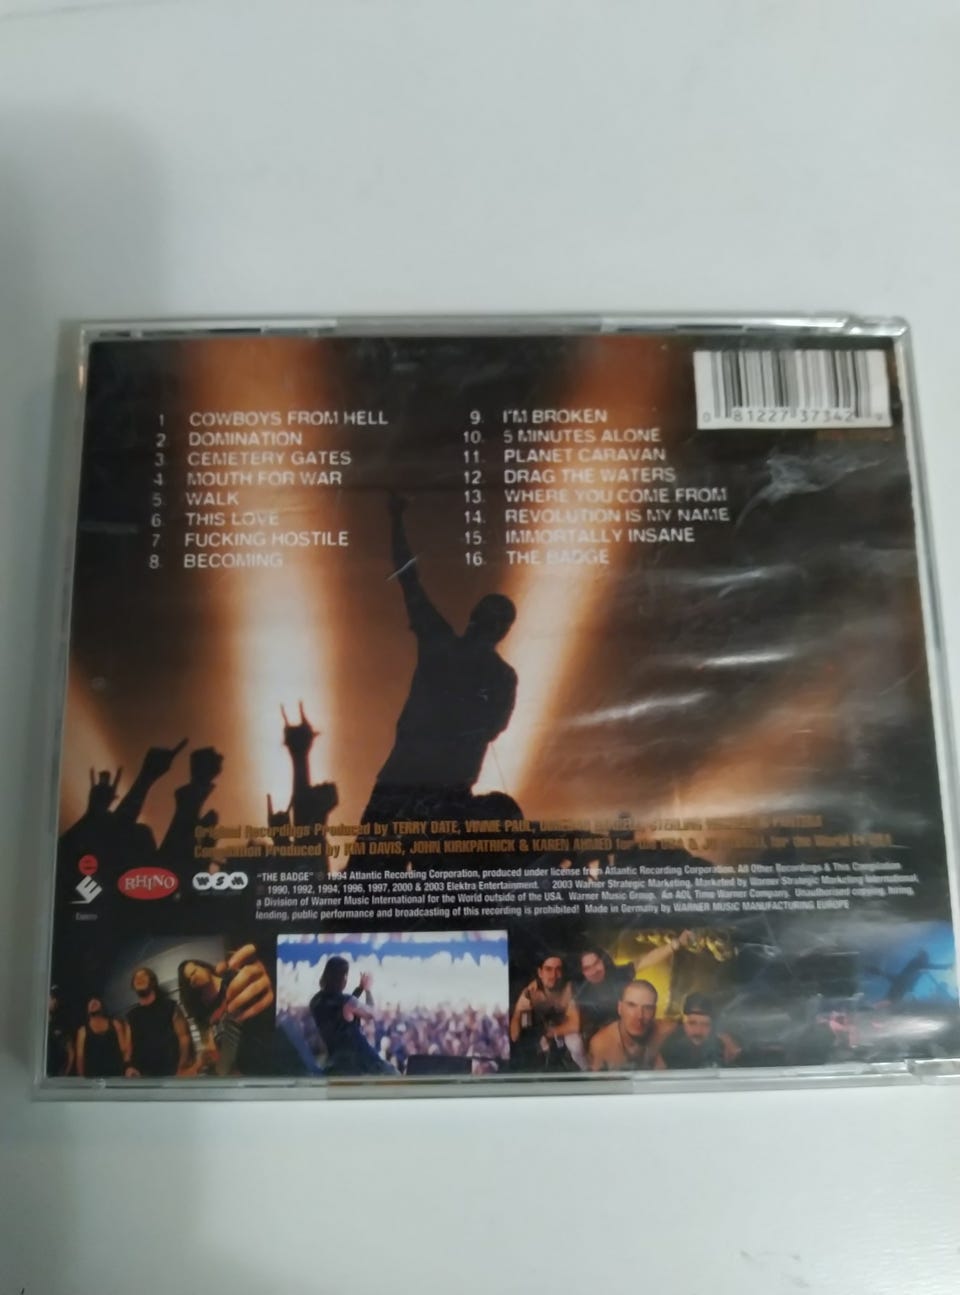 1 COWBOYS FROM HELL
2. DOMINATION
3. CEMETERY GATES
4. MOUTH FOR WAR
5. WALK
6. THIS LOVE
7. FUCKING HOSTILE
8. BECOMING
9. I'M BROKEN
10. 5 MINUTES ALONE
11. PLANET CARAVAN
12. DRAG THE WATERS
13. WHERE YOU COME FROM
14. REVOLUTION IS MY NAME
15. IMMORTALLY INSANE
16. THE BADGE
0 81227 37342
Original Recordings Produced by TERRY DATE, VINNIE PAUL,
Compilation Produced by KIM DAVIS, JOHN KIRKPATRICK & KAREN AHMED for the USA & for the World
RHINO
WSM
"THE BADGE" ℗ 1994 Atlantic Recording Corporation, produced under license from Atlantic Recording Corporation. All Other Recordings & This Compilation
1990, 1992, 1994, 1996, 1997, 2000 & 2003 Elektra Entertainment. 2003 Warner Strategic Marketing, Marketed by Warner Strategic Marketing International,
a Division of Warner Music International for the World outside of the USA. Warner Music Group. An AOL Time Warner Company. Unauthorised copying, hiring,
lending, public performance and broadcasting of this recording is prohibited! Made in Germany by WARNER MUSIC MANUFACTURING EUROPE